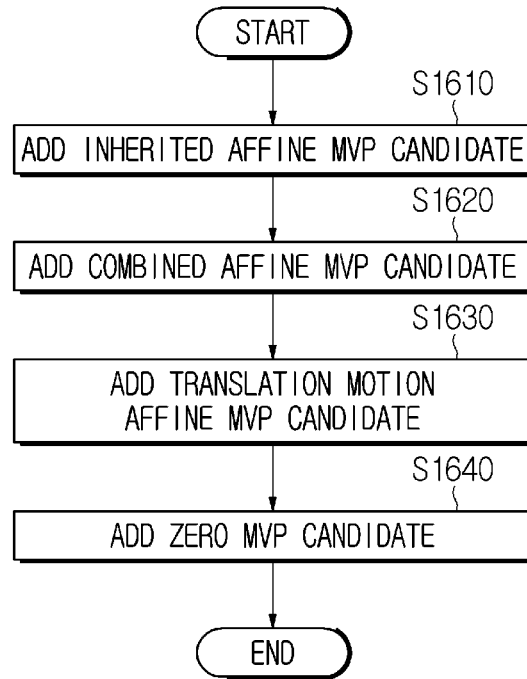 START
S1610
ADD INHERITED AFFINE MVP CANDIDATE
S1620
ADD COMBINED AFFINE MVP CANDIDATE
S1630
ADD TRANSLATION MOTION
AFFINE MVP CANDIDATE
S1640
ADD ZERO MVP CANDIDATE
END